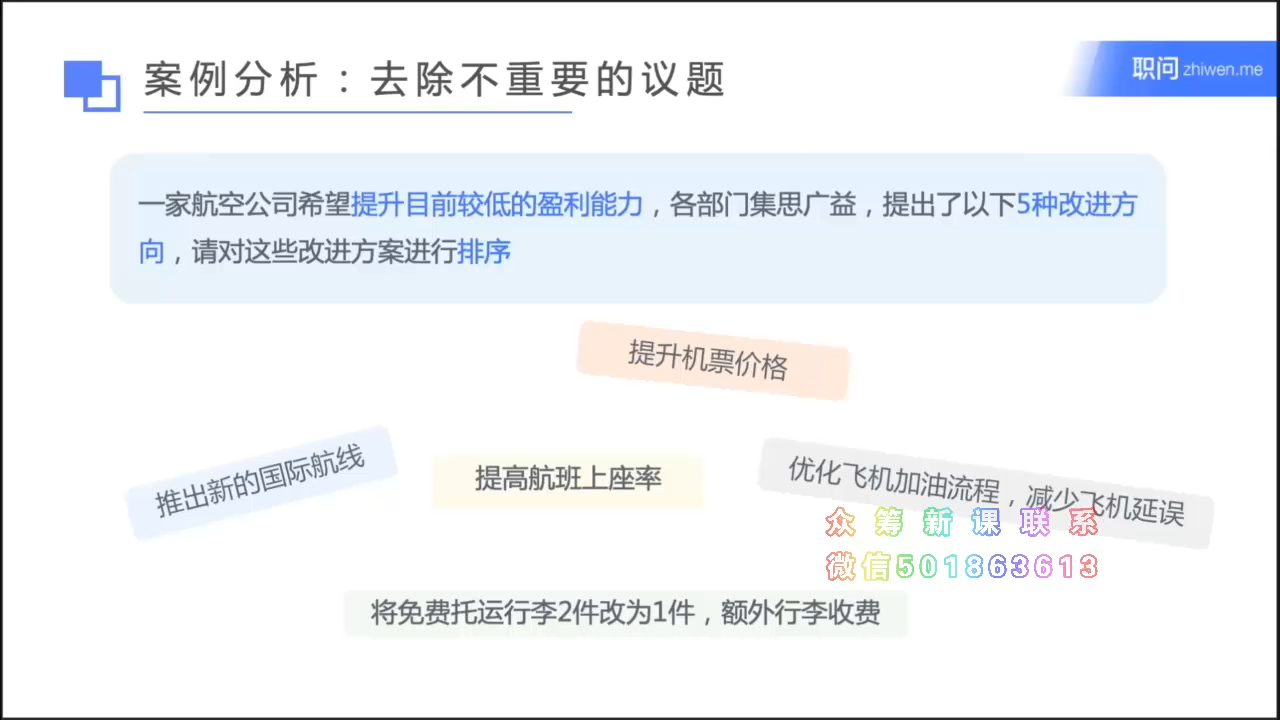 案例分析：去除不重要的议题
职问 zhiwen.me
一家航空公司希望提升目前较低的盈利能力，各部门集思广益，提出了以下5种改进方
向，请对这些改进方案进行排序
提升机票价格
推出新的国际航线
提高航班上座率
优化飞机加油流程，减少飞机延误
众筹新课联系
微信501863613
将免费托运行李2件改为1件，额外行李收费